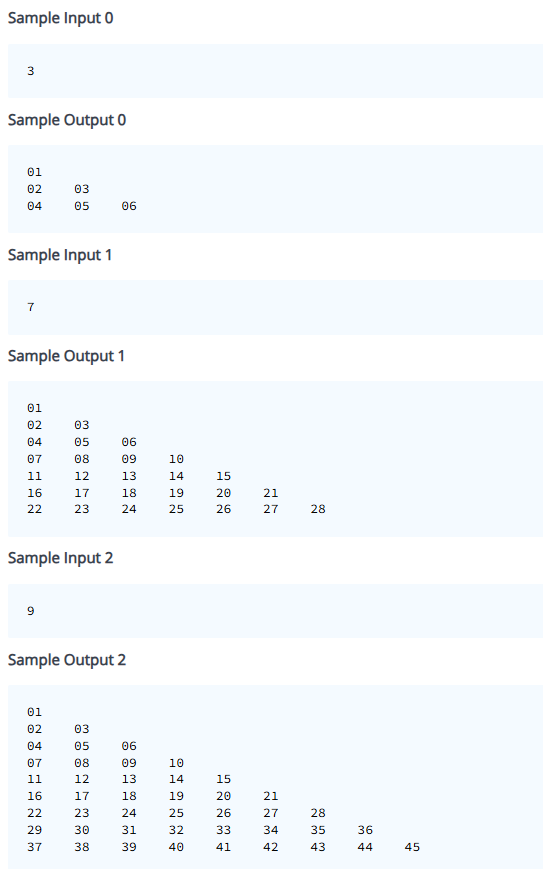 Sample Input 0
3
Sample Output 0
01
02 03
04 05 06
Sample Input 1
7
Sample Output 1
01
02 03
04 05 06
07 08 09 10
11 12 13 14 15
16 17 18 19 20 21
22 23 24 25 26 27 28
Sample Input 2
9
Sample Output 2
01
02 03
04 05 06
07 08 09 10
11 12 13 14 15
16 17 18 19 20 21
22 23 24 25 26 27 28
29 30 31 32 33 34 35 36
37 38 39 40 41 42 43 44 45